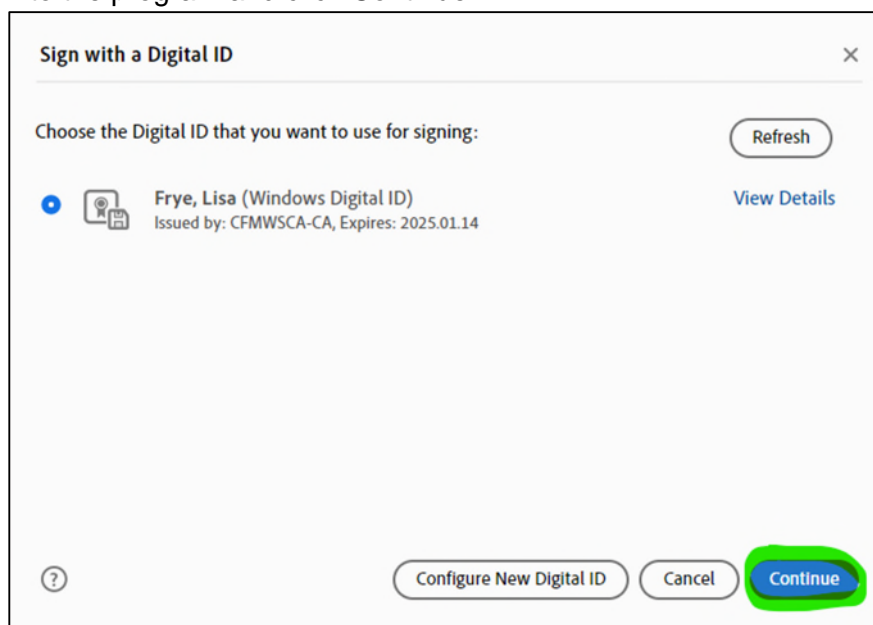 Sign with a Digital ID
Choose the Digital ID that you want to use for signing:
Refresh
Frye, Lisa (Windows Digital ID)
View Details
Issued by: CFMWSCA-CA, Expires: 2025.01.14
Configure New Digital ID
Cancel
Continue